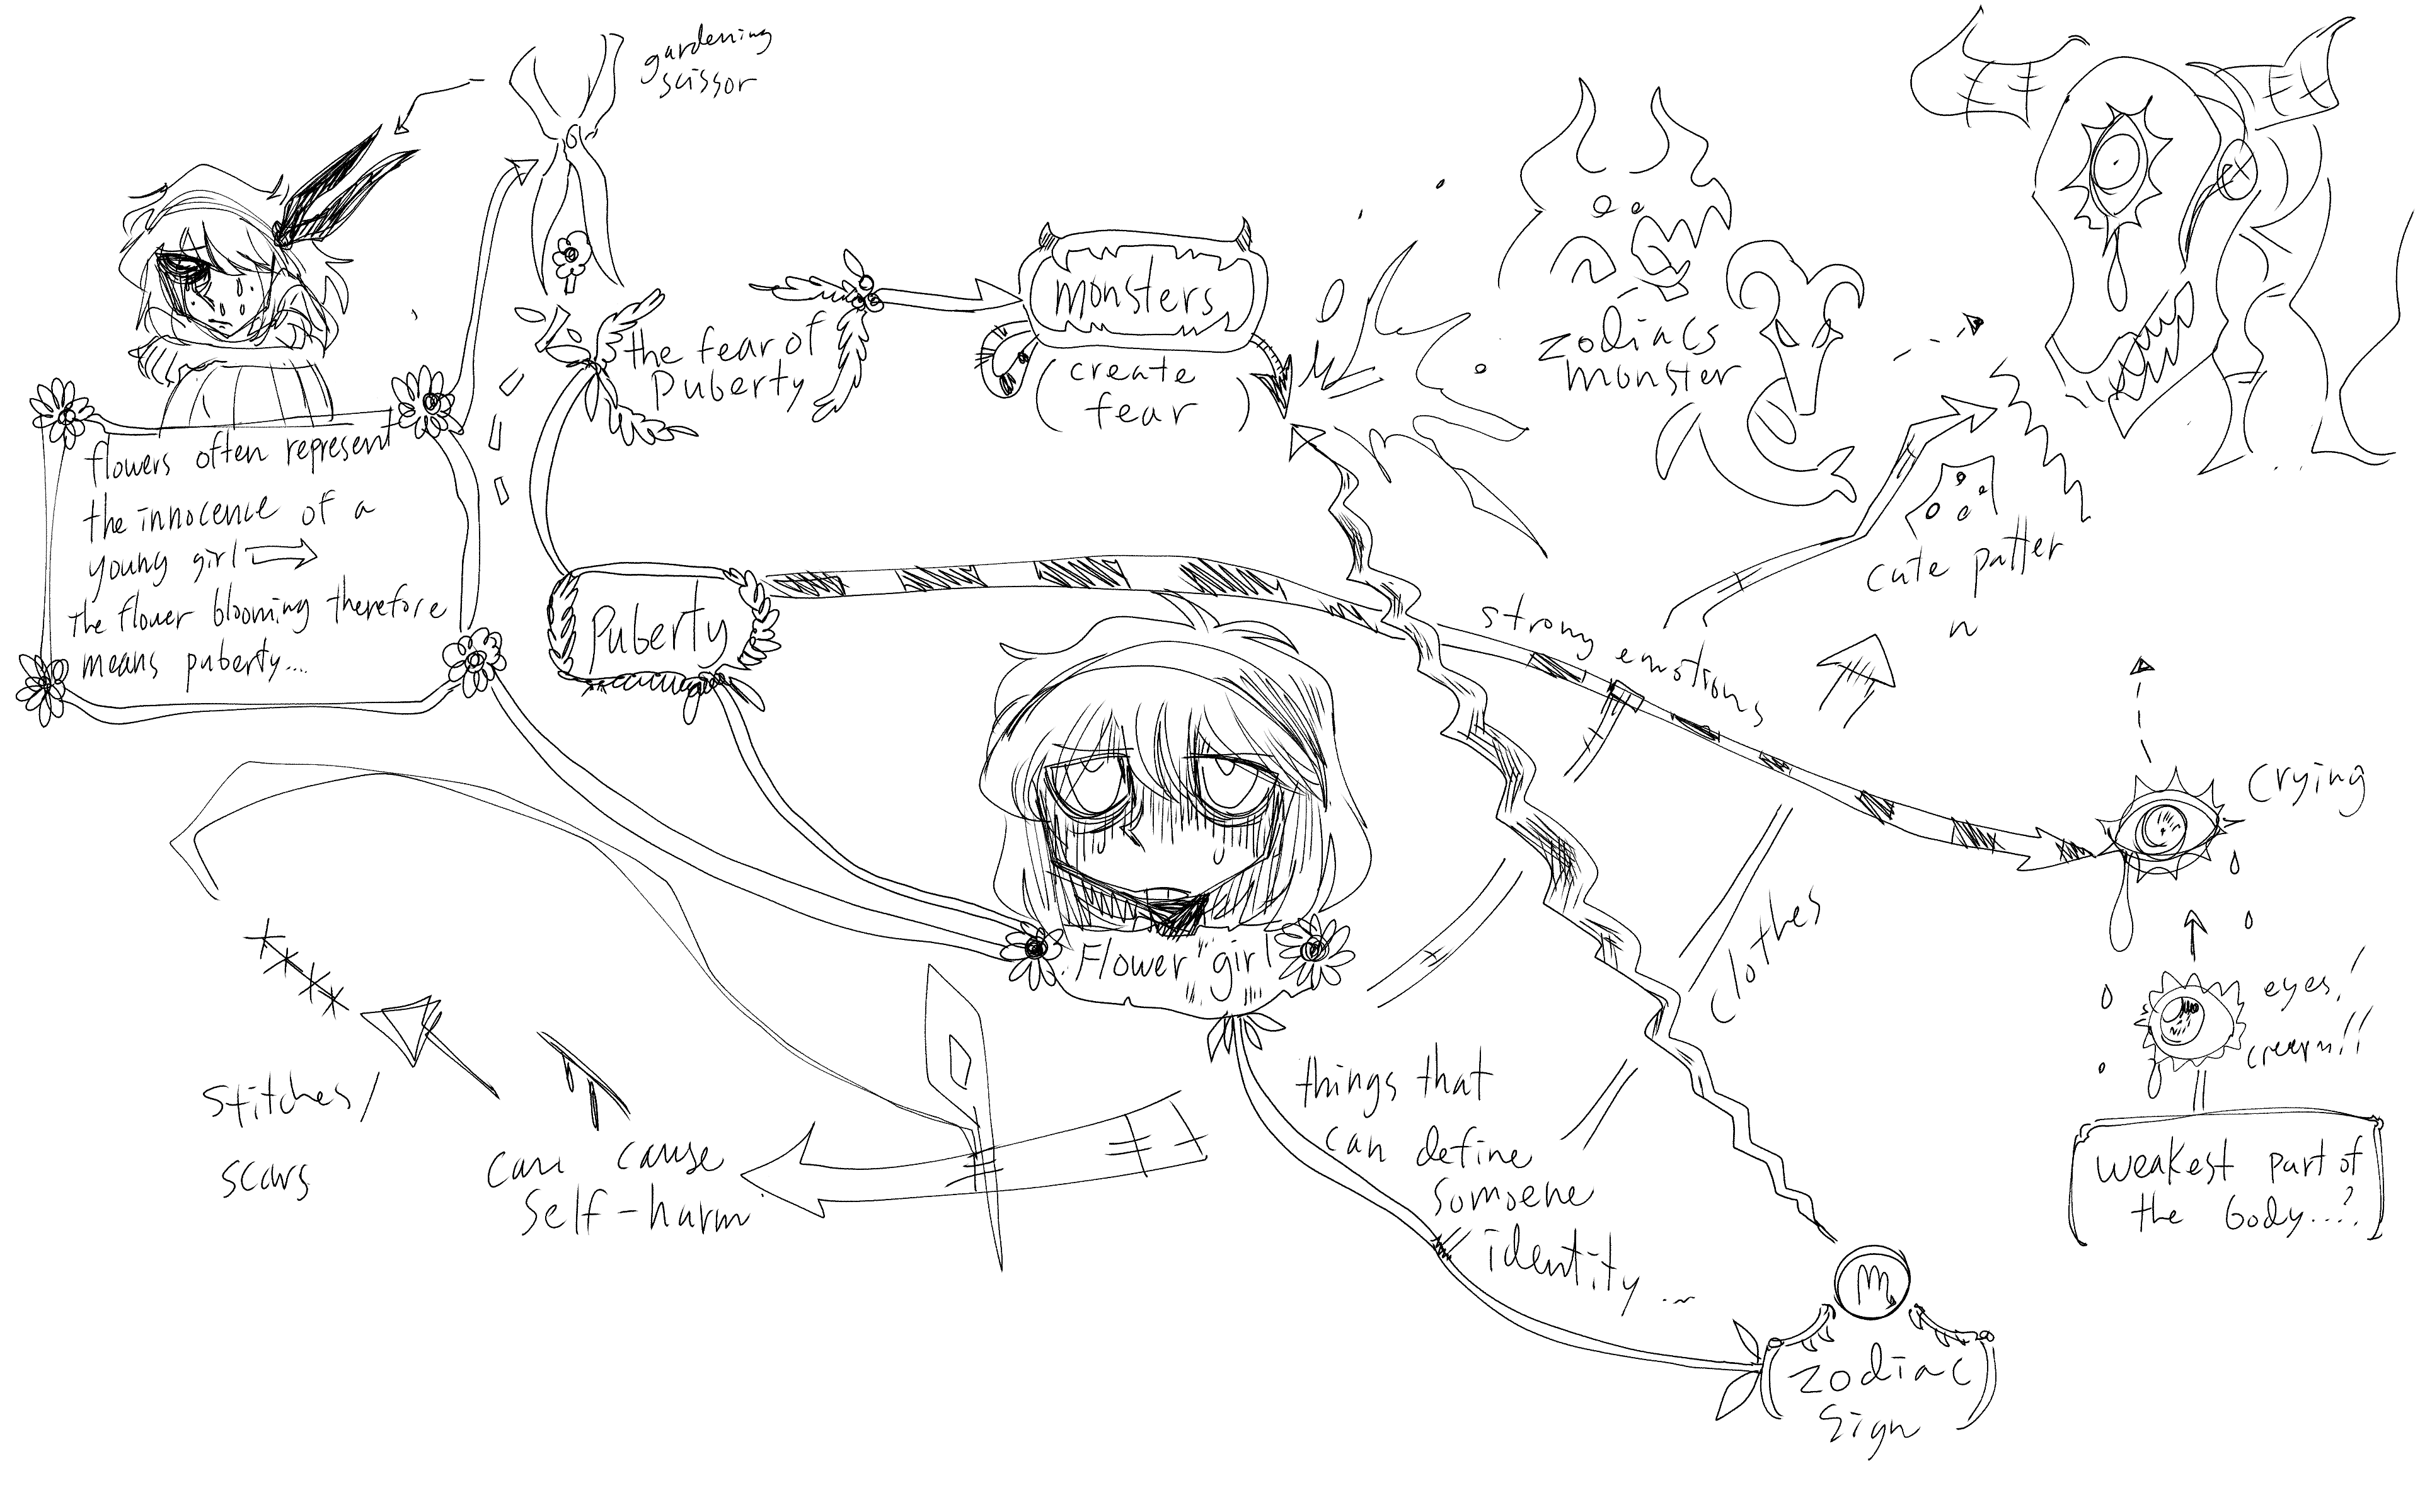 gardening
scissor
flowers often represent
the innocence of a
young girl
the flower blooming therefore
means puberty....
the fear of
puberty
monsters
(create
fear)
zodiacs
monster
cute patter
n
Puberty
strong emotions
crying
eyes!
weakest part of
the body...?
clothes
Flower girl
things that
can define
somoene
identity...
zodiac
sign
can cause
self-harm
stitches/
scars